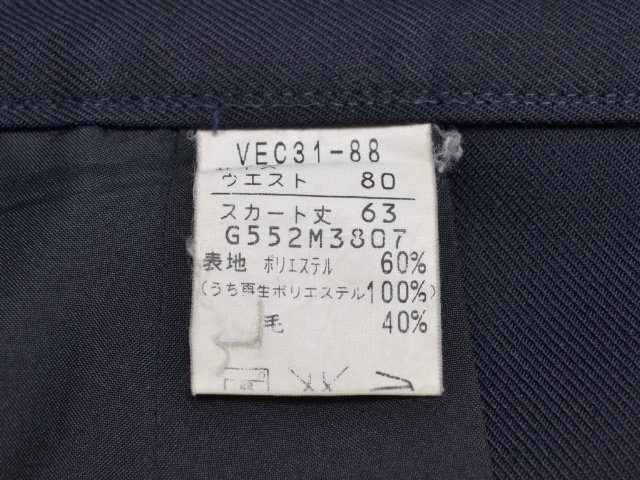 VEC31-88
ウエスト 80
スカート丈 63
G552M3807
表地 ポリエステル 60%
(うち再生ポリエステル100%)
毛 40%